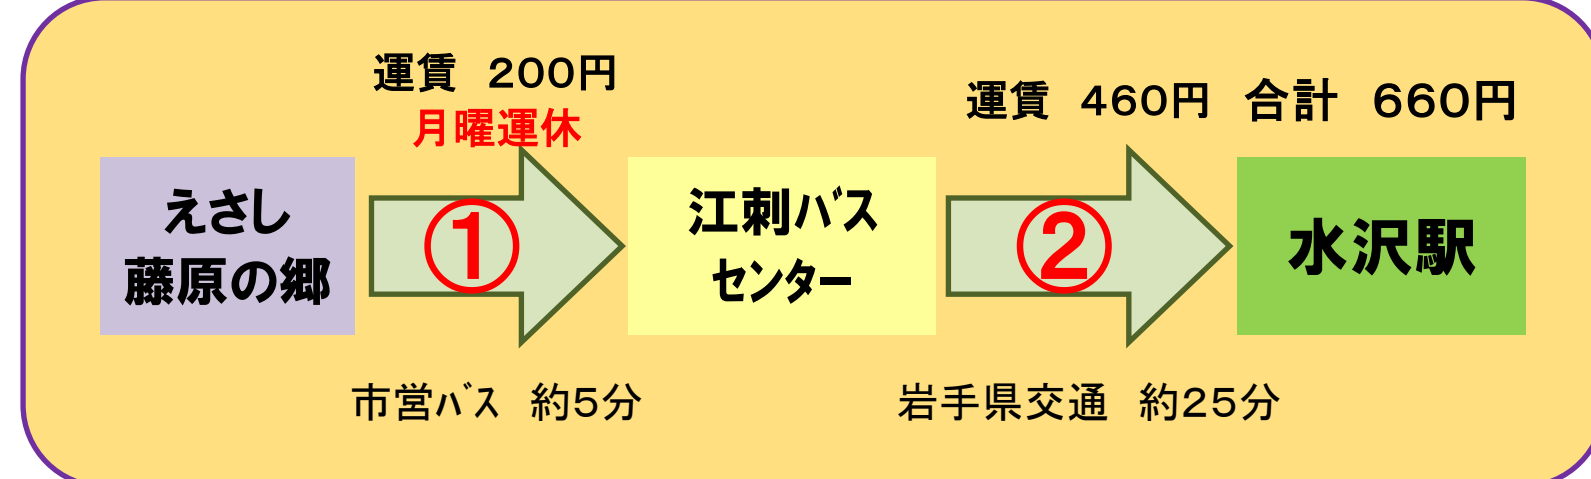 運賃　200円
月曜運休
運賃　460円　合計　660円
えさし
藤原の郷
①
江刺ﾊﾞｽ
ｾﾝﾀｰ
②
水沢駅
市営ﾊﾞｽ　約5分
岩手県交通　約25分